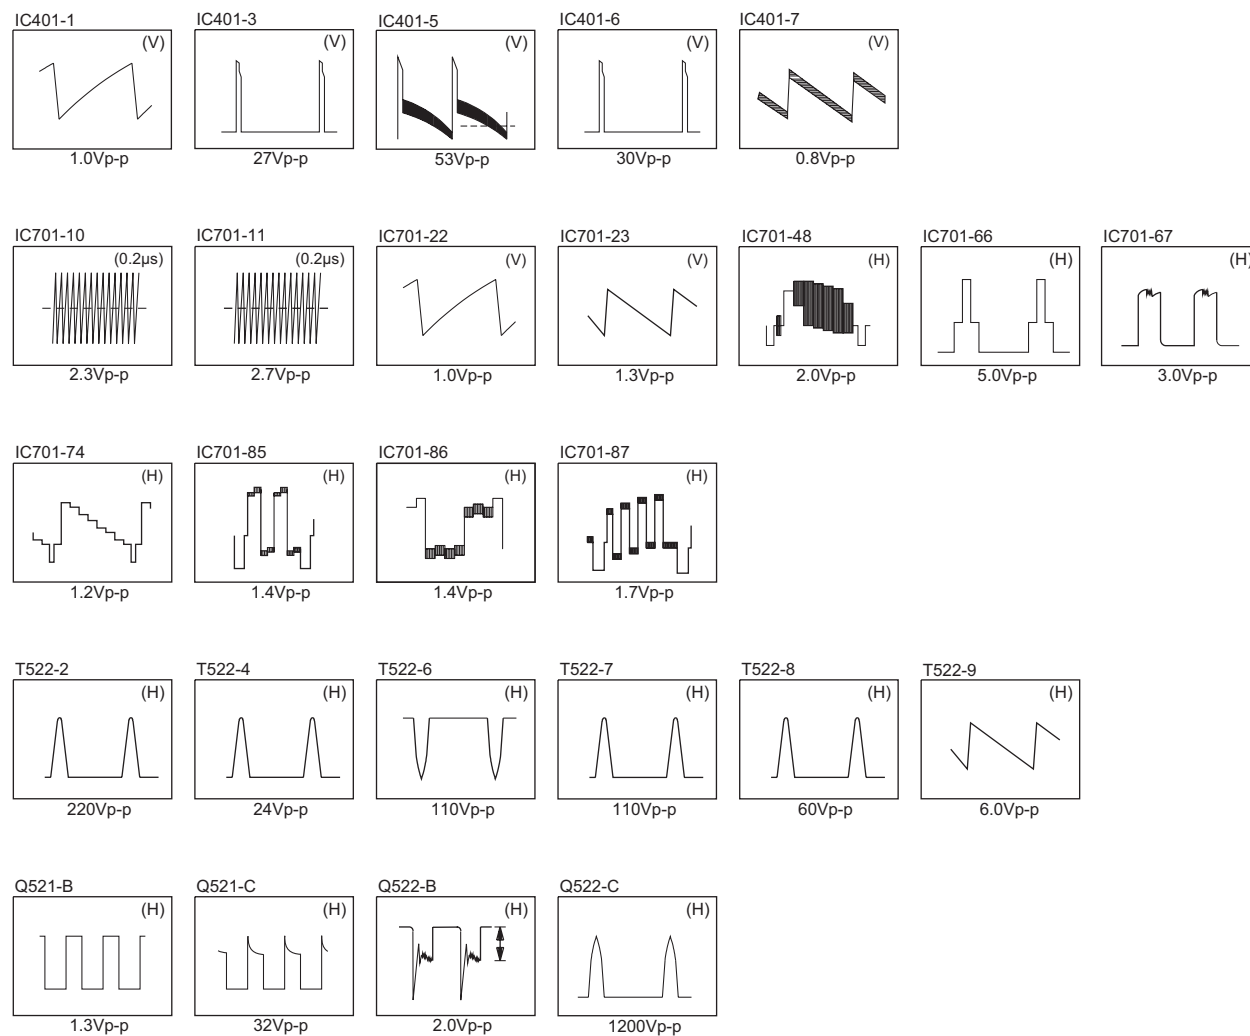 IC401-1 IC401-3 IC401-5 IC401-6 IC401-7
(V) (V) (V) (V) (V)
1.0Vp-p 27Vp-p 53Vp-p 30Vp-p 0.8Vp-p
IC701-10 IC701-11 IC701-22 IC701-23 IC701-48 IC701-66 IC701-67
(0.2µs) (0.2µs) (V) (V) (H) (H) (H)
2.3Vp-p 2.7Vp-p 1.0Vp-p 1.3Vp-p 2.0Vp-p 5.0Vp-p 3.0Vp-p
IC701-74 IC701-85 IC701-86 IC701-87
(H) (H) (H) (H)
1.2Vp-p 1.4Vp-p 1.4Vp-p 1.7Vp-p
T522-2 T522-4 T522-6 T522-7 T522-8 T522-9
(H) (H) (H) (H) (H) (H)
220Vp-p 24Vp-p 110Vp-p 110Vp-p 60Vp-p 6.0Vp-p
Q521-B Q521-C Q522-B Q522-C
(H) (H) (H) (H)
1.3Vp-p 32Vp-p 2.0Vp-p 1200Vp-p